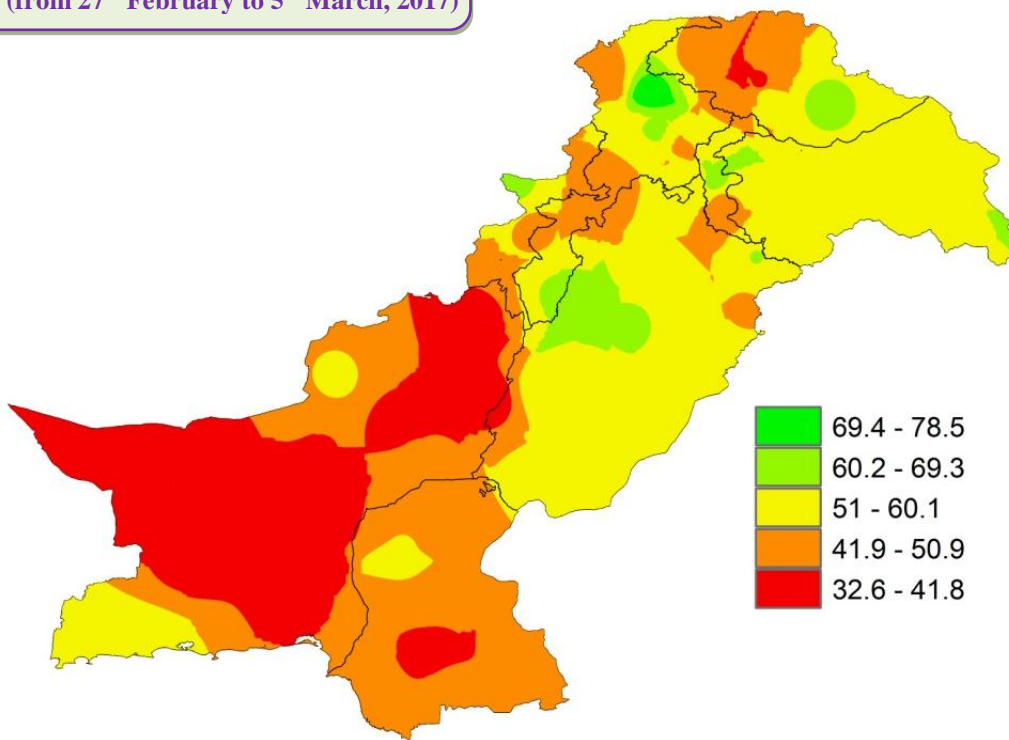 (from 27 February to 5 March, 2017)
69.4 - 78.5
60.2 - 69.3
51 - 60.1
41.9 - 50.9
32.6 - 41.8